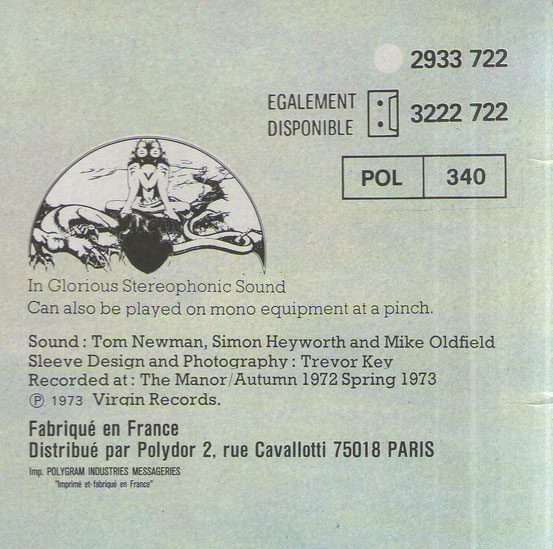 2933 722
EGALEMENT
DISPONIBLE
3222 722
POL 340
In Glorious Stereophonic Sound
Can also be played on mono equipment at a pinch.
Sound : Tom Newman, Simon Heyworth and Mike Oldfield
Sleeve Design and Photography : Trevor Key
Recorded at : The Manor/Autumn 1972 Spring 1973
℗ 1973 Virgin Records.
Fabriqué en France
Distribué par Polydor 2, rue Cavallotti 75018 PARIS
Imp. POLYGRAM INDUSTRIES MESSAGERIES
"Imprimé et-fabriqué en France"